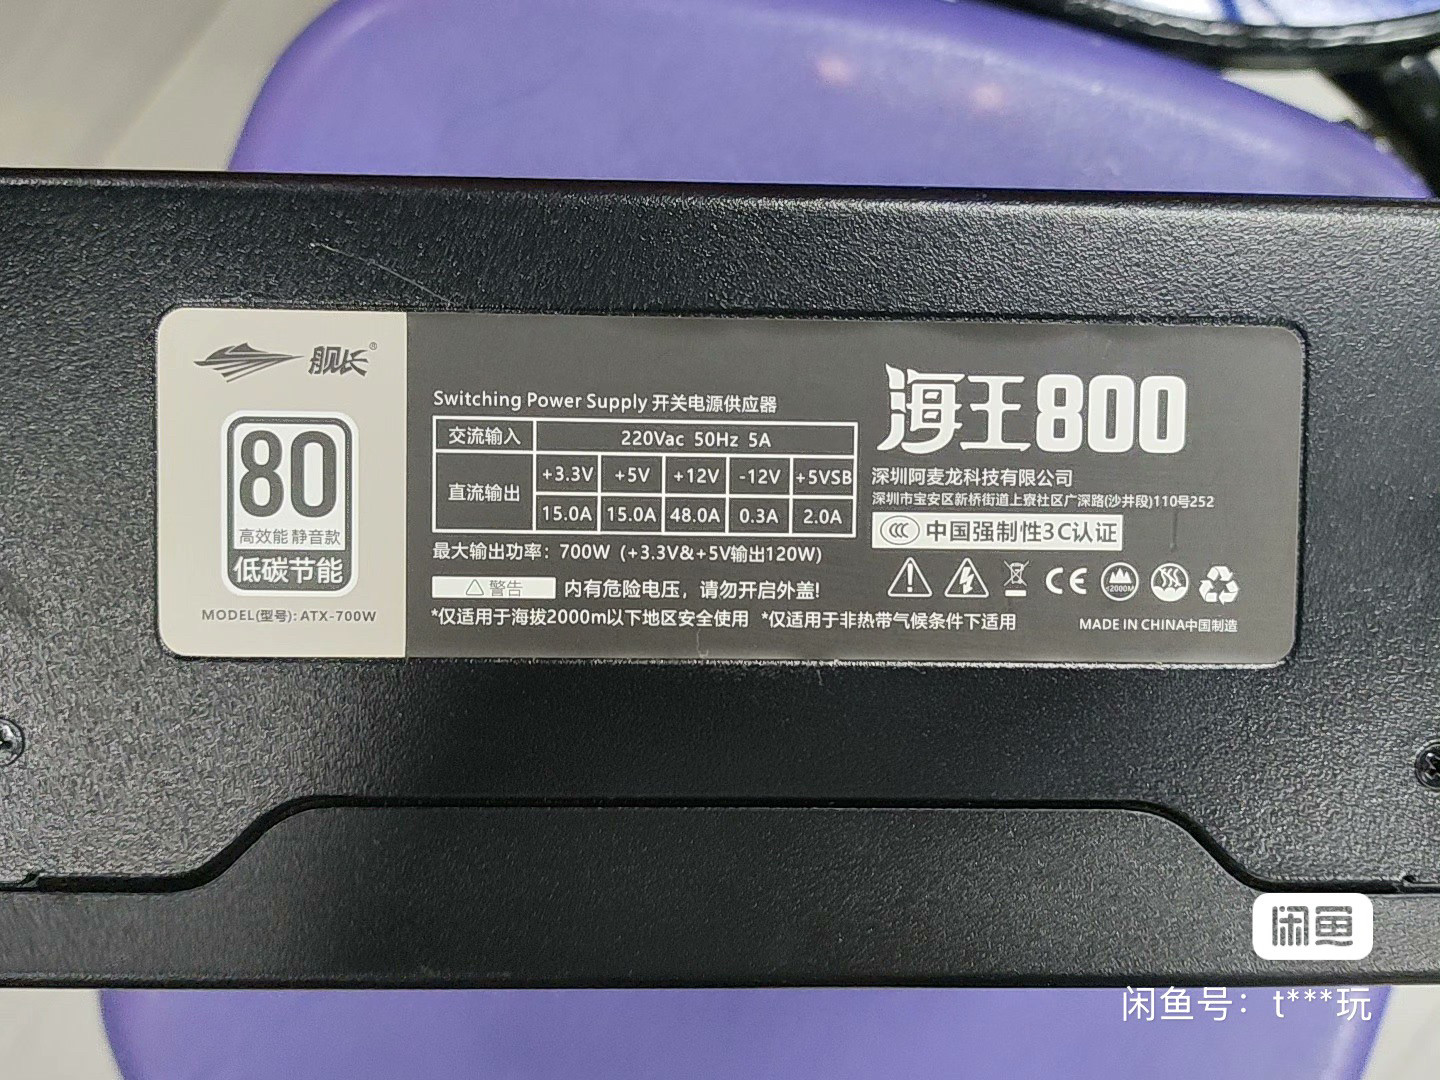 舰长®
80
高效能 静音款
低碳节能
MODEL(型号): ATX-700W
Switching Power Supply 开关电源供应器
交流输入 220Vac 50Hz 5A
直流输出 +3.3V +5V +12V -12V +5VSB
15.0A 15.0A 48.0A 0.3A 2.0A
最大输出功率：700W（+3.3V&+5V输出120W）
警告 内有危险电压，请勿开启外盖!
*仅适用于海拔2000m以下地区安全使用 *仅适用于非热带气候条件下适用
海王800
深圳阿麦龙科技有限公司
深圳市宝安区新桥街道上寮社区广深路(沙井段)110号252
CCC 中国强制性3C认证
CE ≤2000M
MADE IN CHINA中国制造
闲鱼
闲鱼号：t***玩